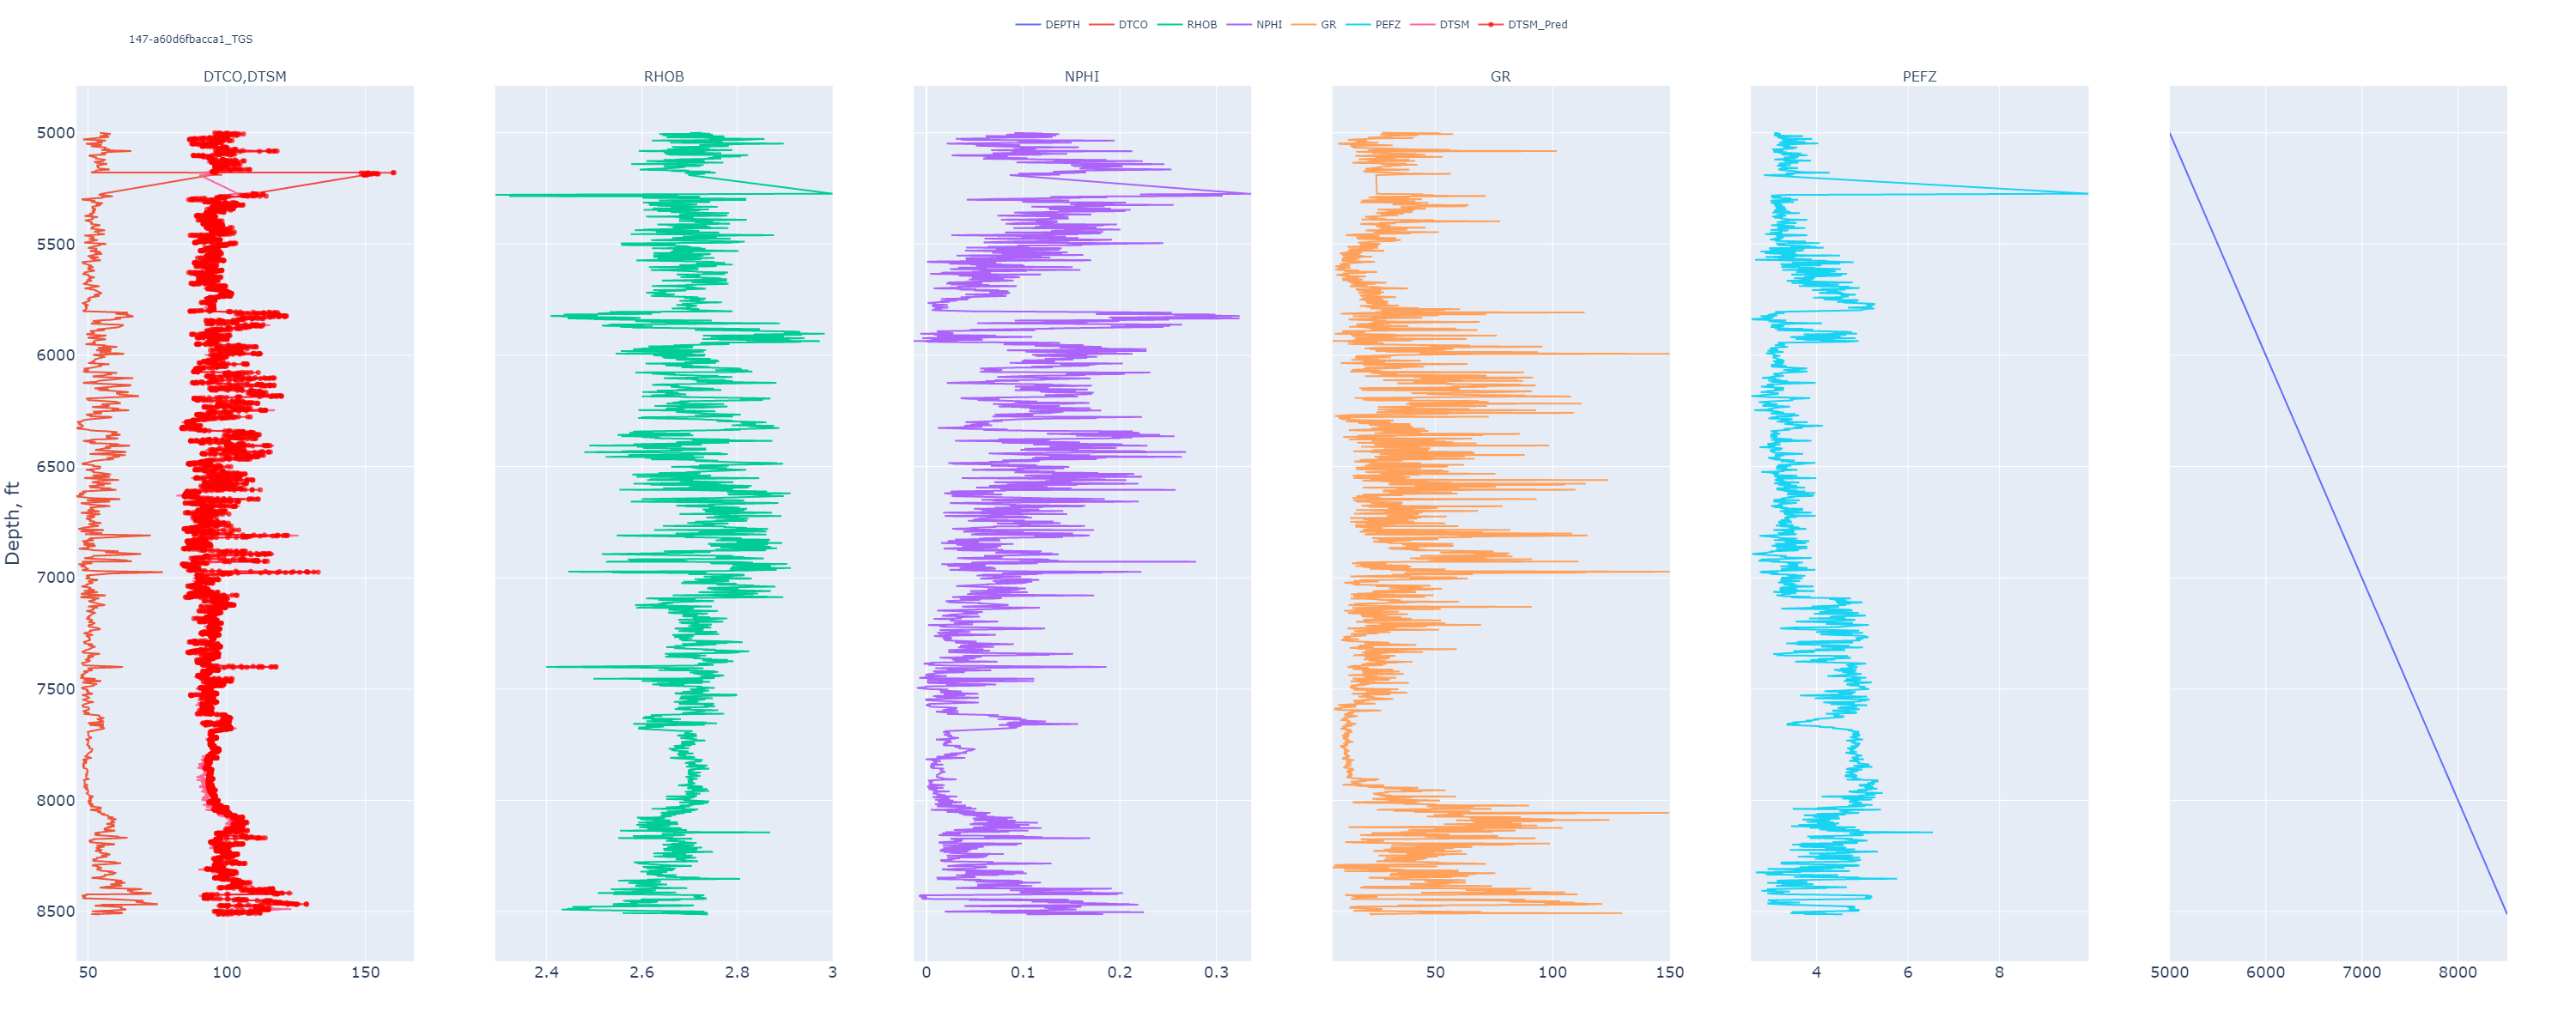 DEPTH DTCO RHOB NPHI GR PEFZ DTSM DTSM_Pred
147-a60d6fbacca1_TGS
DTCO,DTSM RHOB NPHI GR PEFZ
5000
5500
6000
6500
7000
7500
8000
8500
Depth, ft
50 100 150 2.4 2.6 2.8 3 0 0.1 0.2 0.3 50 100 150 4 6 8 5000 6000 7000 8000